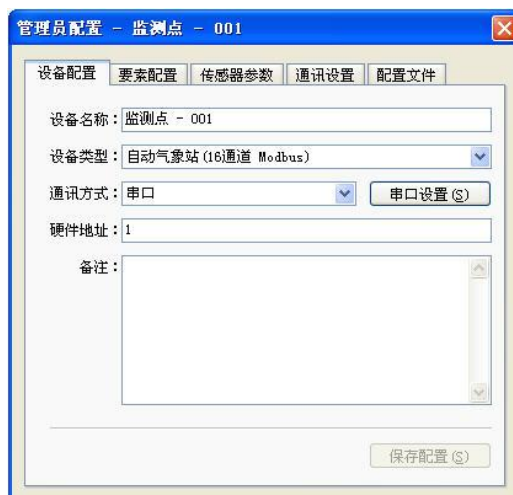 管理员配置 - 监测点 - 001
设备配置 要素配置 传感器参数 通讯设置 配置文件
设备名称：监测点 - 001
设备类型：自动气象站(16通道 Modbus)
通讯方式：串口 串口设置(S)
硬件地址：1
备注：
保存配置(S)